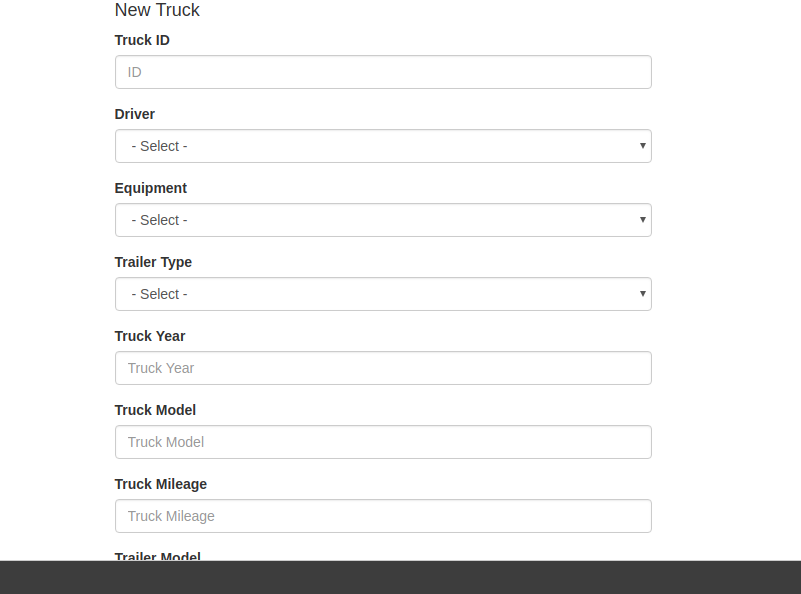 New Truck
Truck ID
ID
Driver
- Select -
Equipment
- Select -
Trailer Type
- Select -
Truck Year
Truck Year
Truck Model
Truck Model
Truck Mileage
Truck Mileage
Trailer Model